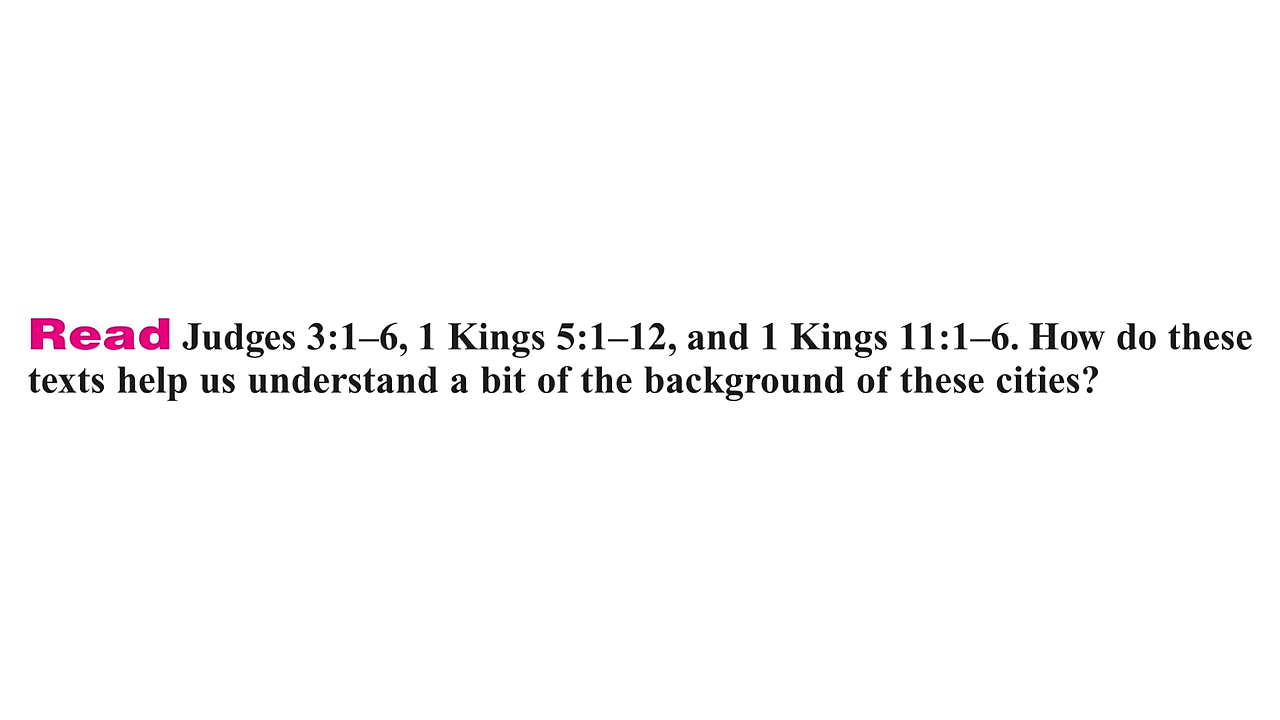 Read Judges 3:1–6, 1 Kings 5:1–12, and 1 Kings 11:1–6. How do these
texts help us understand a bit of the background of these cities?